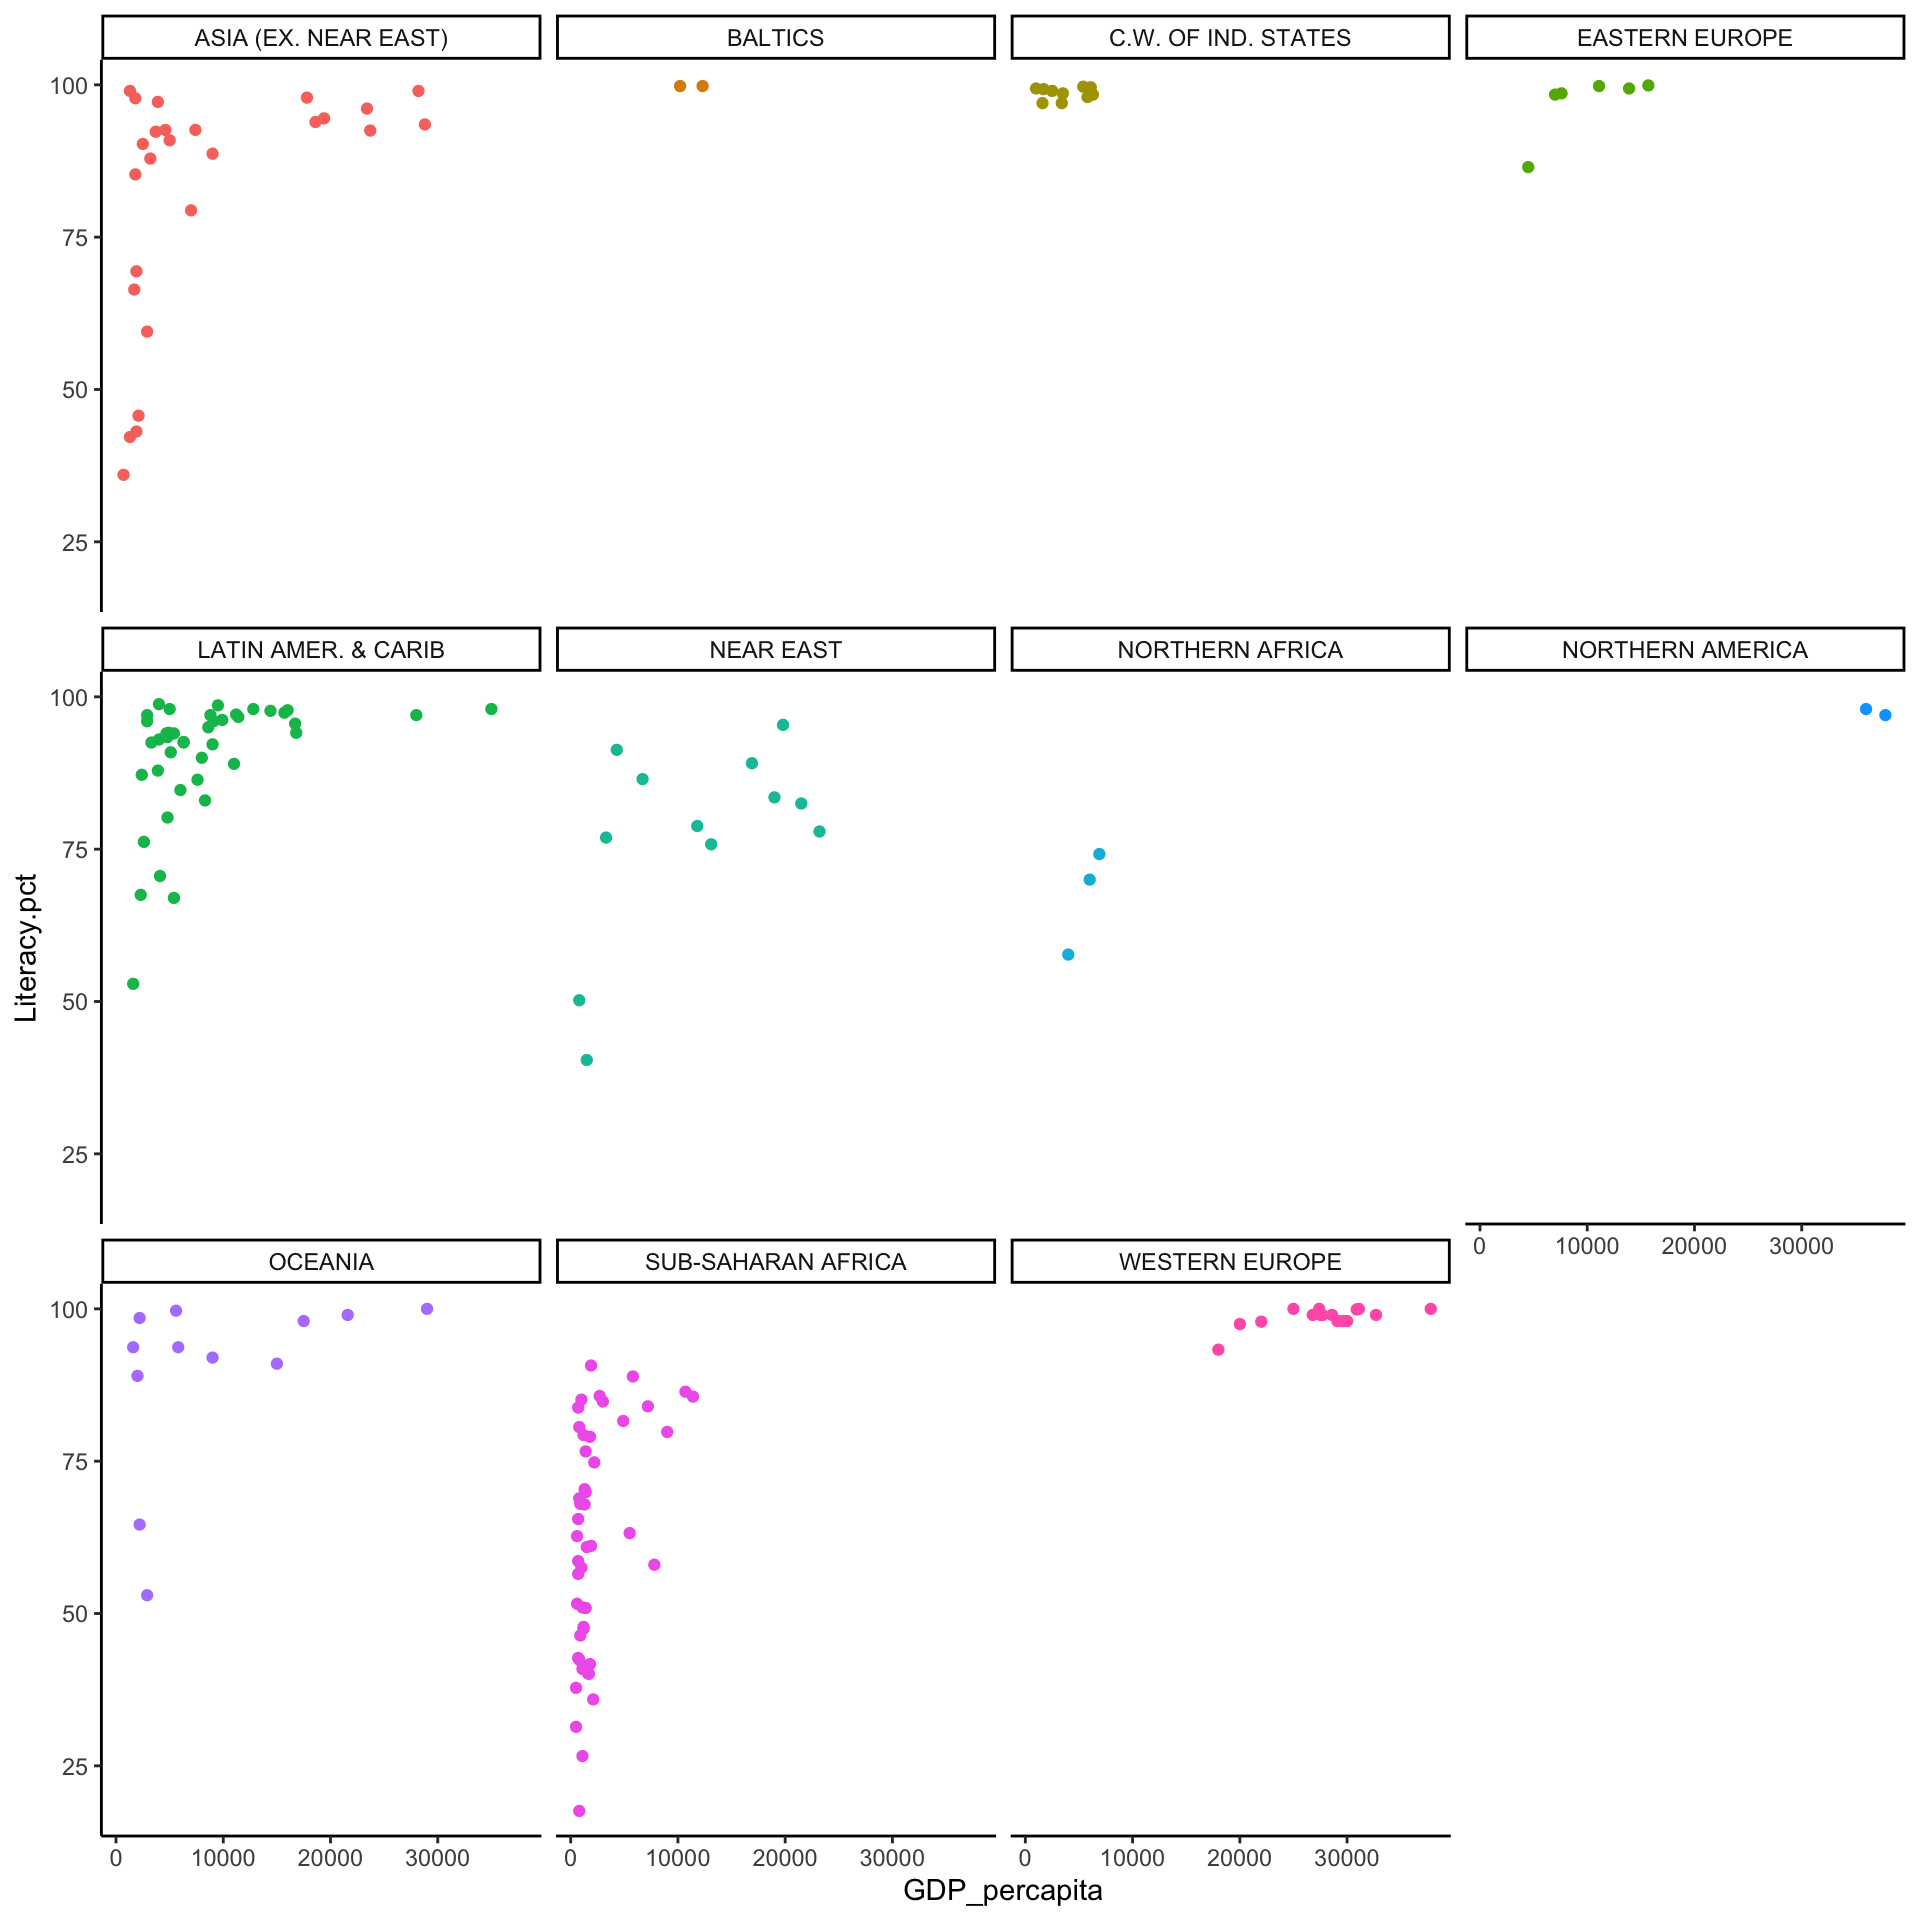 ASIA (EX. NEAR EAST) BALTICS C.W. OF IND. STATES EASTERN EUROPE
100
75
50
25
LATIN AMER. & CARIB NEAR EAST NORTHERN AFRICA NORTHERN AMERICA
100
75
50
25
Literacy.pct
0 10000 20000 30000
OCEANIA SUB-SAHARAN AFRICA WESTERN EUROPE
100
75
50
25
0 10000 20000 30000 0 10000 20000 30000 0 10000 20000 30000
GDP_percapita